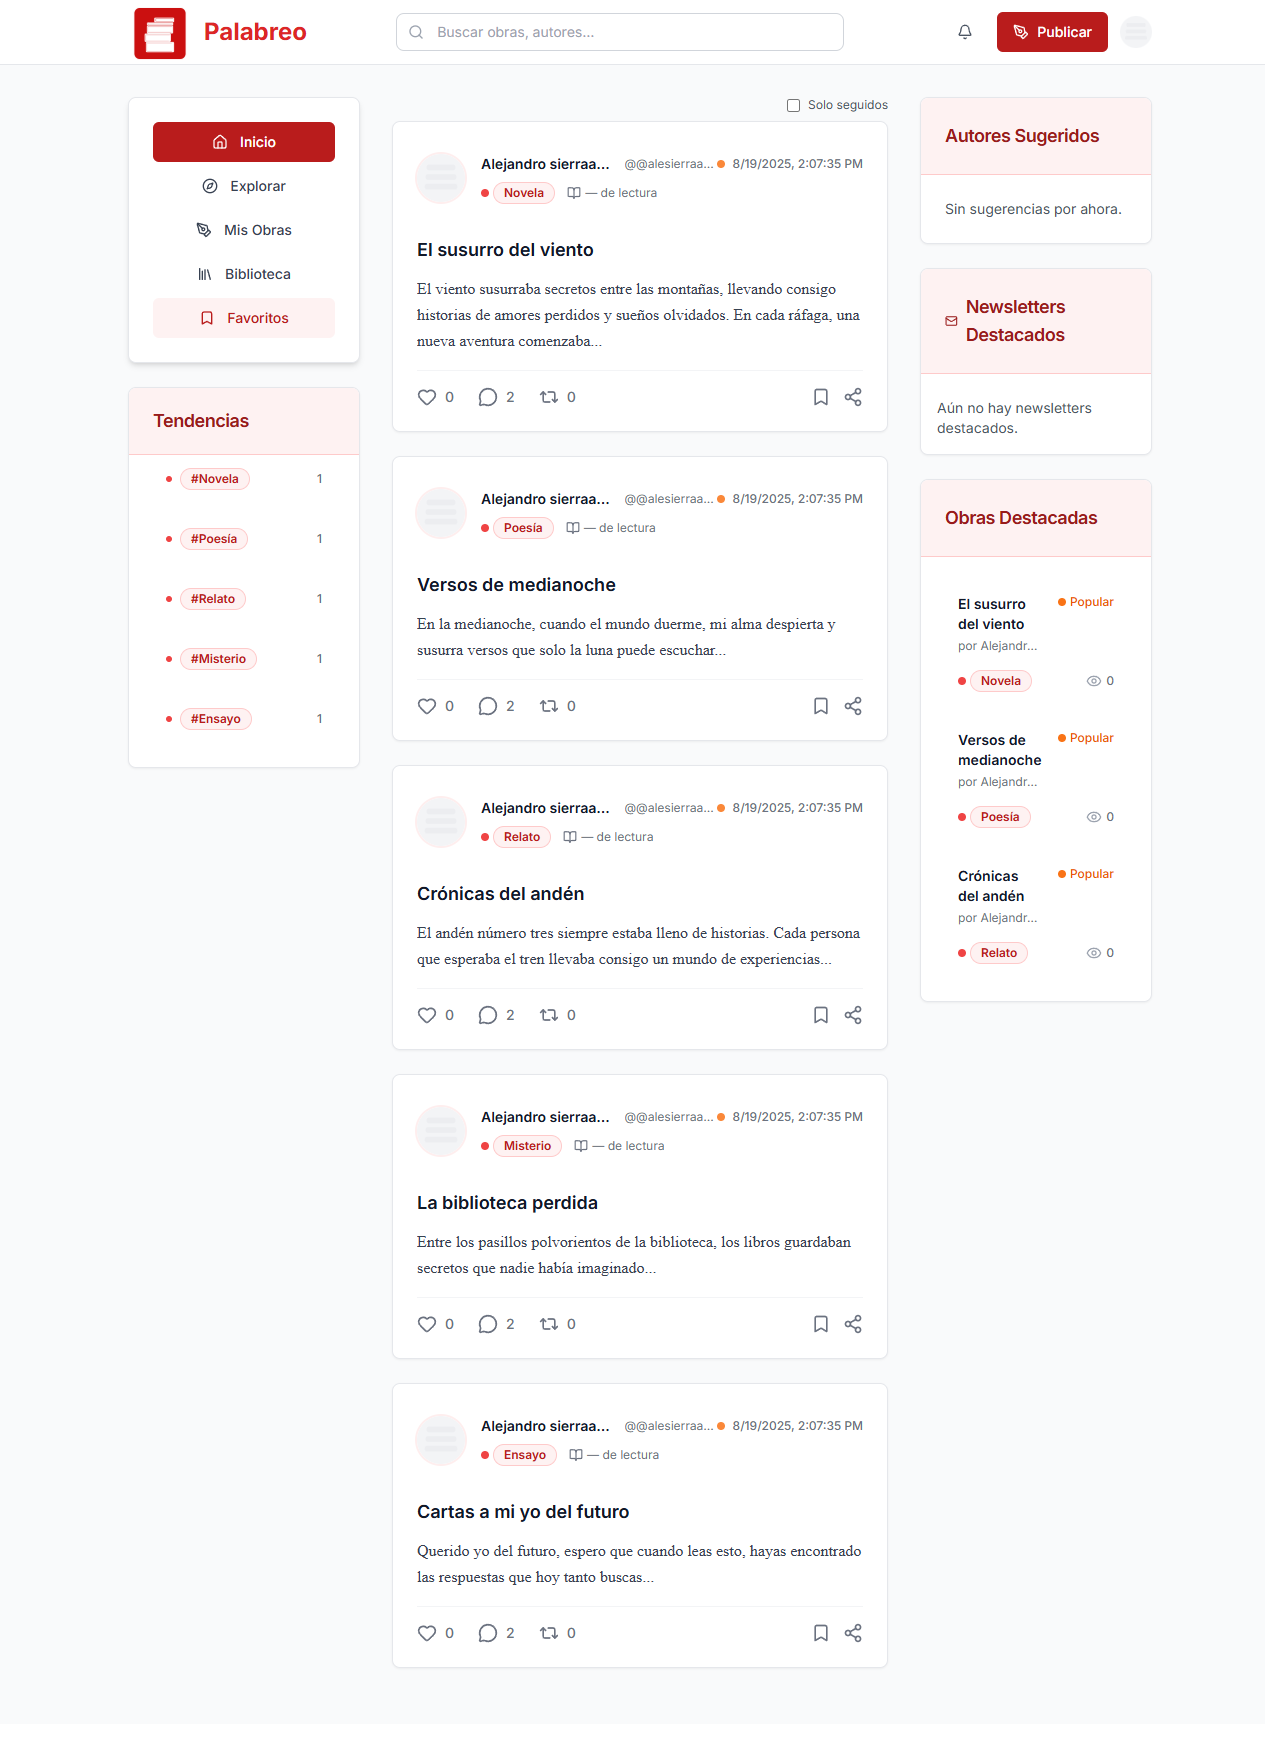 Palabreo
Buscar obras, autores...
Publicar
Inicio
Explorar
Mis Obras
Biblioteca
Favoritos
Tendencias
#Novela 1
#Poesía 1
#Relato 1
#Misterio 1
#Ensayo 1
Solo seguidos
Alejandro sierraa... @@alesierraa... 8/19/2025, 2:07:35 PM
Novela — de lectura
El susurro del viento
El viento susurraba secretos entre las montañas, llevando consigo
historias de amores perdidos y sueños olvidados. En cada ráfaga, una
nueva aventura comenzaba...
0 2 0
Alejandro sierraa... @@alesierraa... 8/19/2025, 2:07:35 PM
Poesía — de lectura
Versos de medianoche
En la medianoche, cuando el mundo duerme, mi alma despierta y
susurra versos que solo la luna puede escuchar...
0 2 0
Alejandro sierraa... @@alesierraa... 8/19/2025, 2:07:35 PM
Relato — de lectura
Crónicas del andén
El andén número tres siempre estaba lleno de historias. Cada persona
que esperaba el tren llevaba consigo un mundo de experiencias...
0 2 0
Alejandro sierraa... @@alesierraa... 8/19/2025, 2:07:35 PM
Misterio — de lectura
La biblioteca perdida
Entre los pasillos polvorientos de la biblioteca, los libros guardaban
secretos que nadie había imaginado...
0 2 0
Alejandro sierraa... @@alesierraa... 8/19/2025, 2:07:35 PM
Ensayo — de lectura
Cartas a mi yo del futuro
Querido yo del futuro, espero que cuando leas esto, hayas encontrado
las respuestas que hoy tanto buscas...
0 2 0
Autores Sugeridos
Sin sugerencias por ahora.
Newsletters
Destacados
Aún no hay newsletters
destacados.
Obras Destacadas
El susurro
del viento
Popular
por Alejandr...
Novela 0
Versos de
medianoche
Popular
por Alejandr...
Poesía 0
Crónicas
del andén
Popular
por Alejandr...
Relato 0